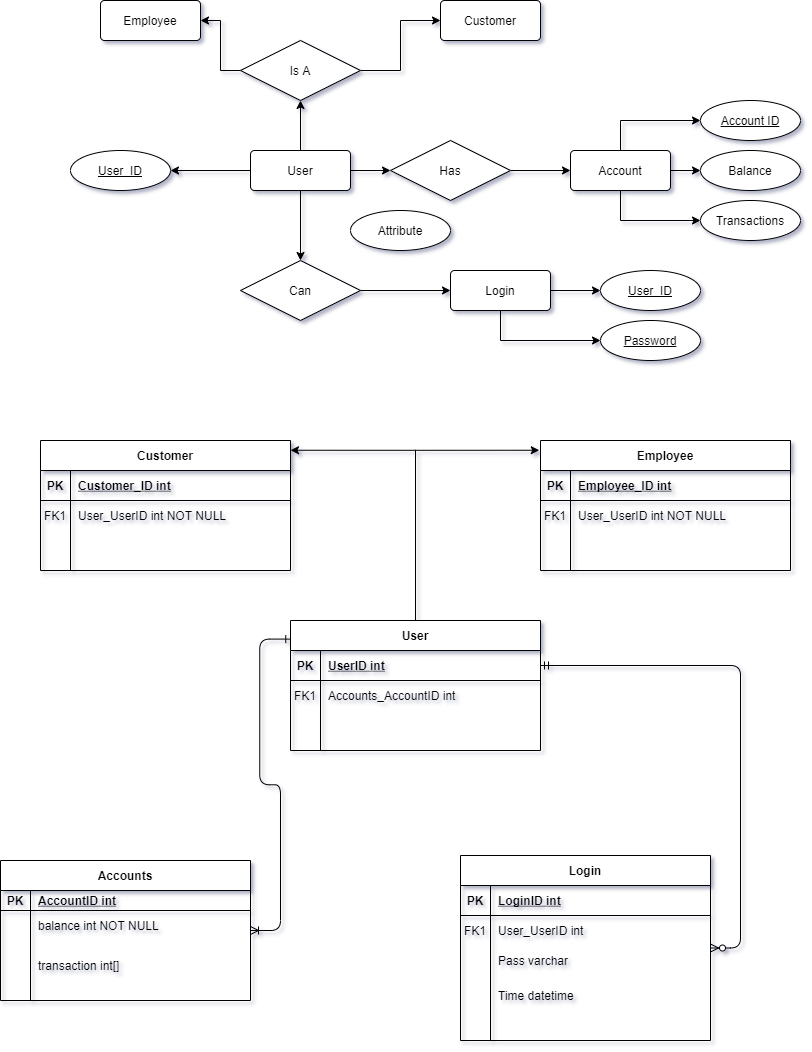 Employee
Customer
Is A
Account ID
User_ID
User
Has
Account
Balance
Transactions
Attribute
Can
Login
User_ID
Password
Customer
PK Customer_ID int
FK1 User_UserID int NOT NULL
Employee
PK Employee_ID int
FK1 User_UserID int NOT NULL
User
PK UserID int
FK1 Accounts_AccountID int
Accounts
PK AccountID int
balance int NOT NULL
transaction int[]
Login
PK LoginID int
FK1 User_UserID int
Pass varchar
Time datetime